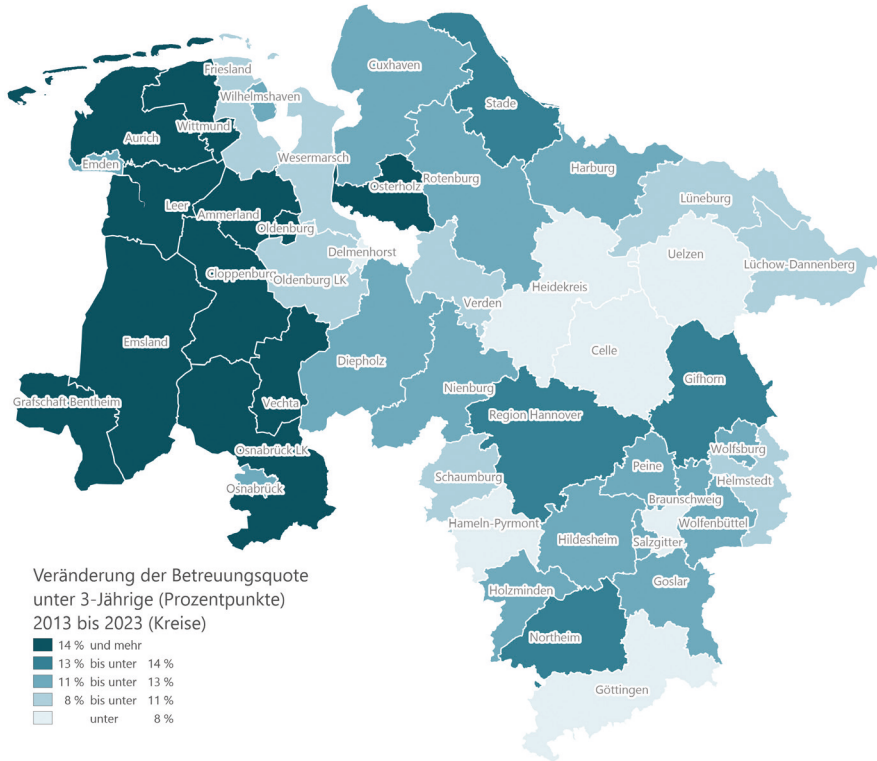 Friesland
Cuxhaven
Wilhelmshaven
Stade
Wittmund
Aurich
Wesermarsch
Emden
Harburg
Osterholz
Rotenburg
Lüneburg
Leer
Ammerland
Oldenburg
Delmenhorst
Uelzen
Lüchow-Dannenberg
Cloppenburg
Oldenburg LK
Heidekreis
Verden
Emsland
Celle
Diepholz
Gifhorn
Nienburg
Grafschaft Bentheim
Vechta
Region Hannover
Osnabrück LK
Wolfsburg
Peine
Schaumburg
Helmstedt
Osnabrück
Braunschweig
Hameln-Pyrmont
Wolfenbüttel
Hildesheim
Salzgitter
Goslar
Holzminden
Northeim
Göttingen
Veränderung der Betreuungsquote
unter 3-Jährige (Prozentpunkte)
2013 bis 2023 (Kreise)
14 % und mehr
13 % bis unter 14 %
11 % bis unter 13 %
8 % bis unter 11 %
unter 8 %